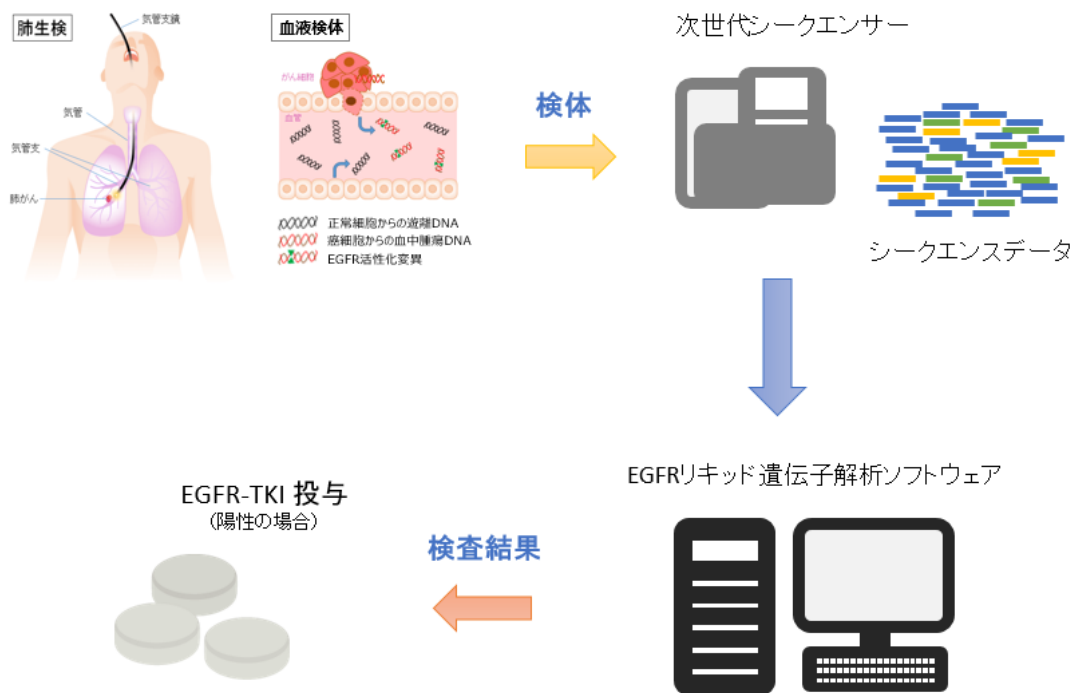 肺生検
気管支鏡
気管
気管支
肺がん
血液検体
がん細胞
血管
正常細胞からの遊離DNA
癌細胞からの血中腫瘍DNA
EGFR活性化変異
検体
次世代シークエンサー
シークエンスデータ
EGFRリキッド遺伝子解析ソフトウェア
検査結果
EGFR-TKI 投与
(陽性の場合)